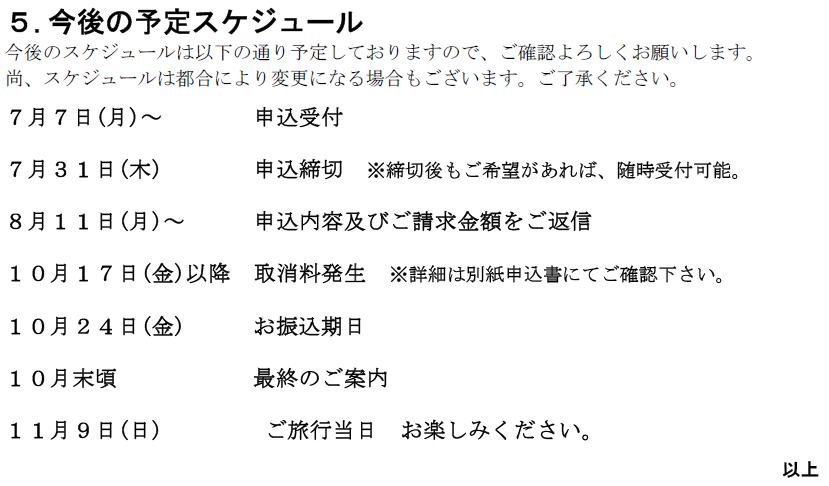 ５．今後の予定スケジュール
今後のスケジュールは以下の通り予定しておりますので、ご確認よろしくお願いします。
尚、スケジュールは都合により変更になる場合もございます。ご了承ください。
７月７日(月)～　申込受付
７月３１日(木)　申込締切　※締切後もご希望があれば、随時受付可能。
８月１１日(月)～　申込内容及びご請求金額をご返信
１０月１７日(金)以降　取消料発生　※詳細は別紙申込書にてご確認下さい。
１０月２４日(金)　お振込期日
１０月末頃　最終のご案内
１１月９日(日)　ご旅行当日　お楽しみください。
以上